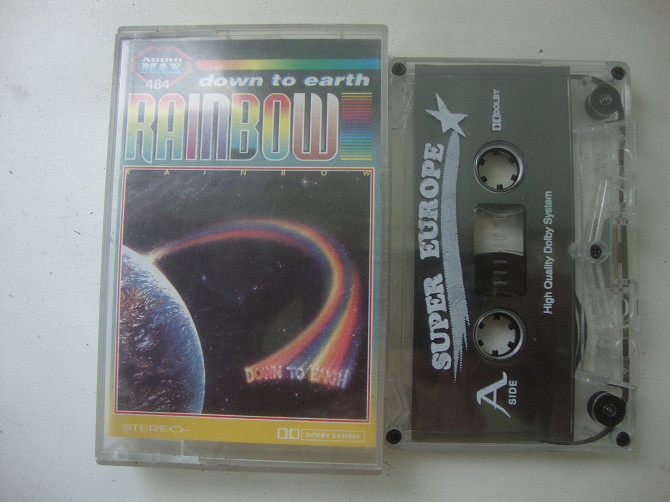 AUDIO
MAX
484
down to earth
RAINBOW
RAINBOW
DOWN TO EARTH
-STEREO-
DOLBY SYSTEM
SUPER EUROPE
DOLBY
High Quality Dolby System
A
SIDE